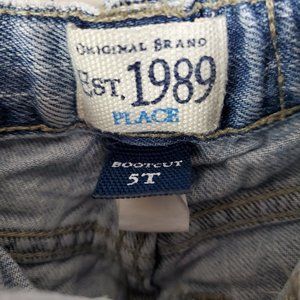 ORIGINAL BRAND
EST. 1989
PLACE
BOOTCUT
5T